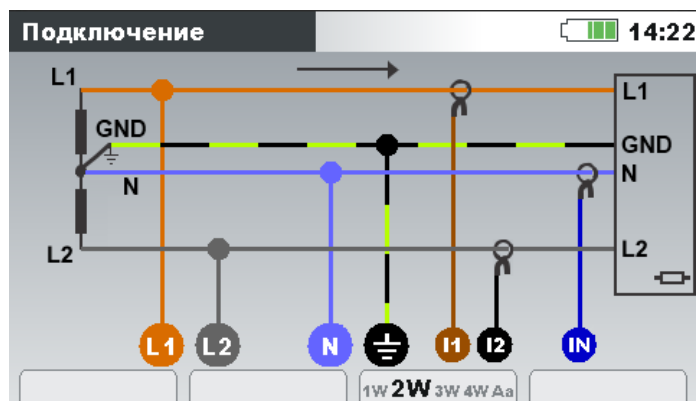 Подключение 14:22
L1 L1
GND GND
N N
L2 L2
L1 L2 N I1 I2 IN
1W 2W 3W 4W Aa